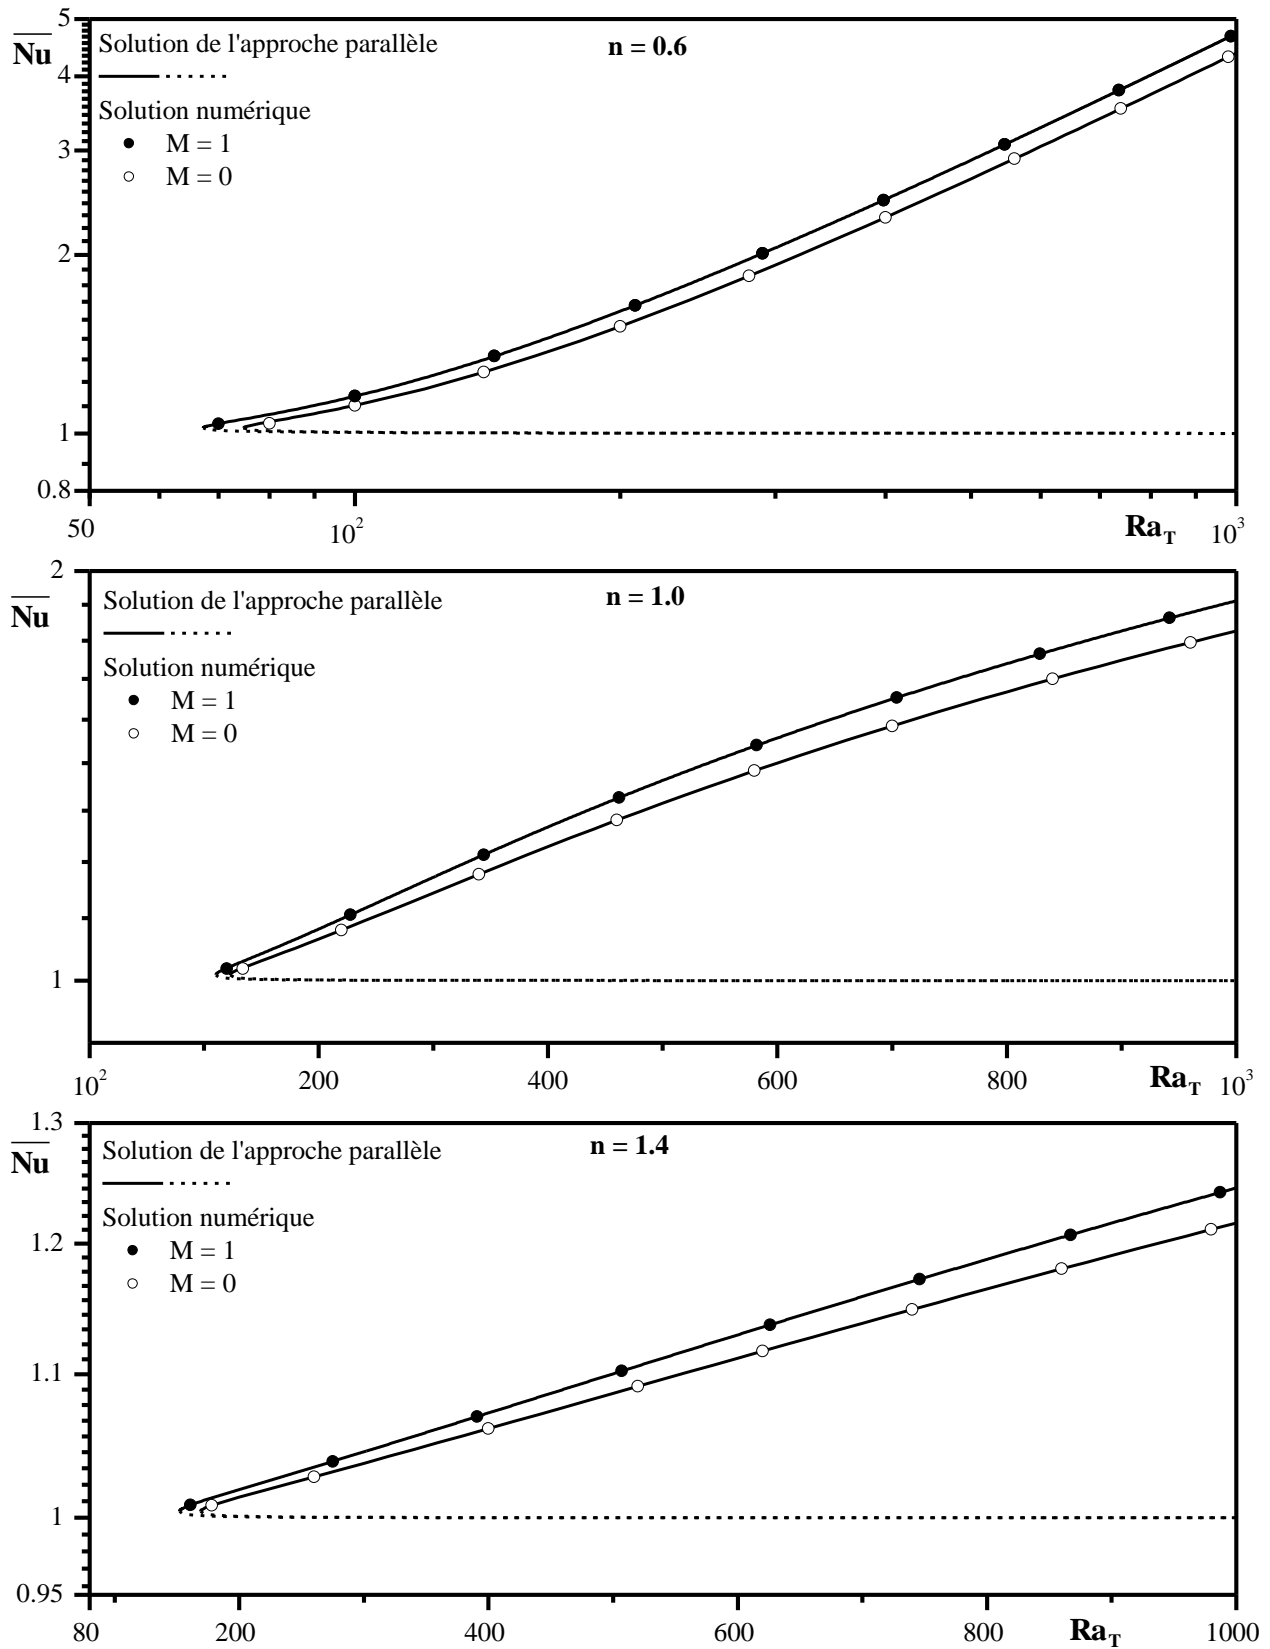 5
Nu
Solution de l'approche parallèle
n = 0.6
4
Solution numérique
M = 1
3
M = 0
2
1
0.8
50
10²
Ra_T
10³
2
Nu
Solution de l'approche parallèle
n = 1.0
Solution numérique
M = 1
M = 0
1
10²
200
400
600
800
Ra_T
10³
1.3
Nu
Solution de l'approche parallèle
n = 1.4
Solution numérique
1.2
M = 1
M = 0
1.1
1
0.95
80
200
400
600
800
Ra_T
1000